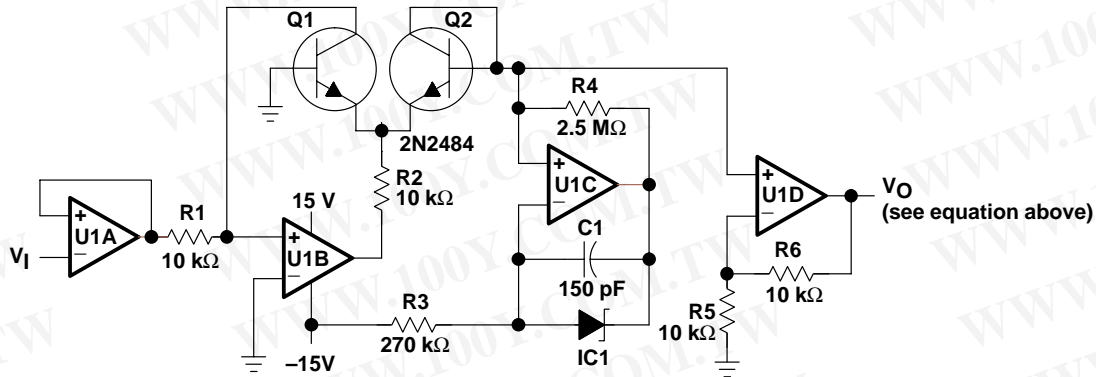 Q1
Q2
R4
2.5 MΩ
2N2484
R2
10 kΩ
U1C
+
−
U1D
+
−
VO
(see equation above)
15 V
+
U1A
−
R1
10 kΩ
VI
+
U1B
−
C1
150 pF
R6
10 kΩ
R5
10 kΩ
R3
270 kΩ
–15V
IC1
WWW.100Y.COM.TW